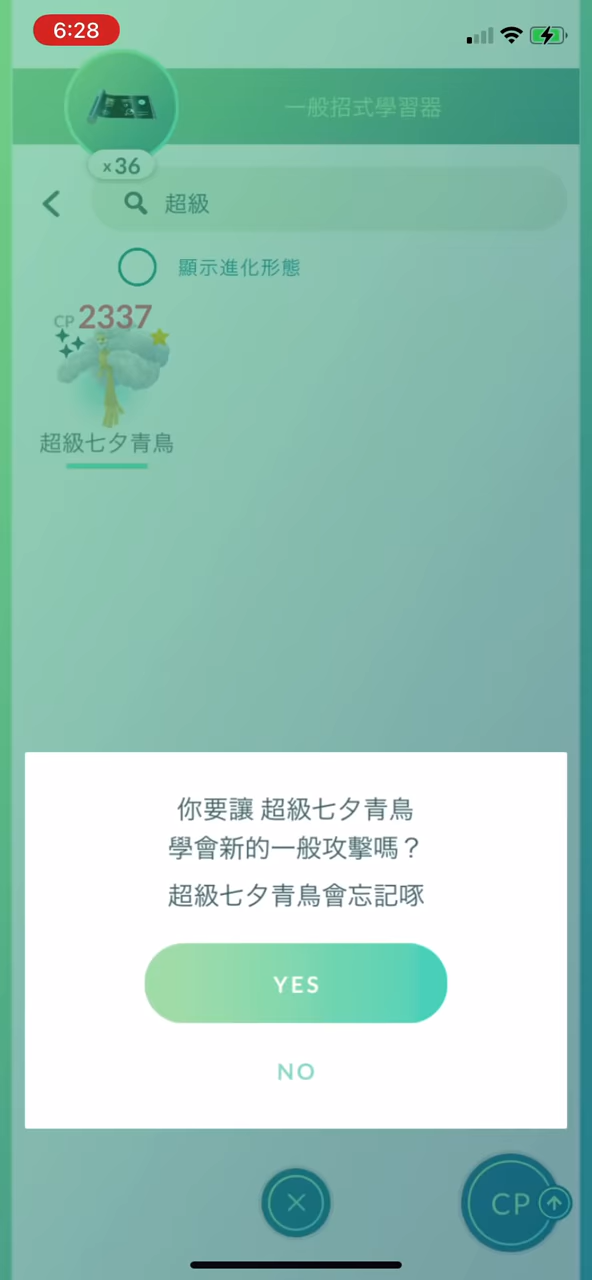 6:28
一般招式學習器
×36
超級
顯示進化形態
CP 2337
超級七夕青鳥
你要讓 超級七夕青鳥
學會新的一般攻擊嗎？
超級七夕青鳥會忘記啄
YES
NO
CP